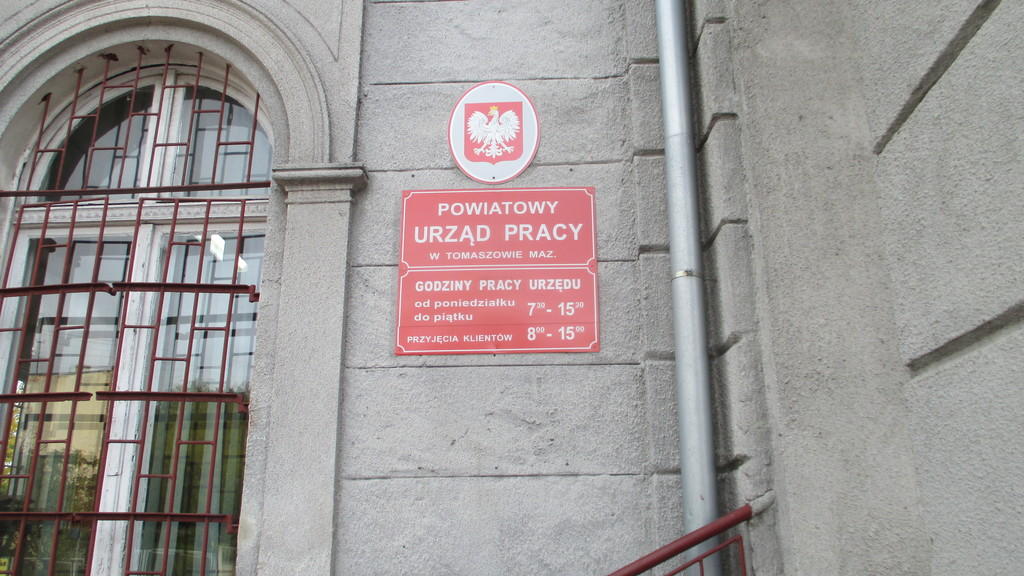 POWIATOWY
URZĄD PRACY
W TOMASZOWIE MAZ.
GODZINY PRACY URZĘDU
od poniedziałku
do piątku 7³⁰ - 15³⁰
PRZYJĘCIA KLIENTÓW 8⁰⁰ - 15⁰⁰